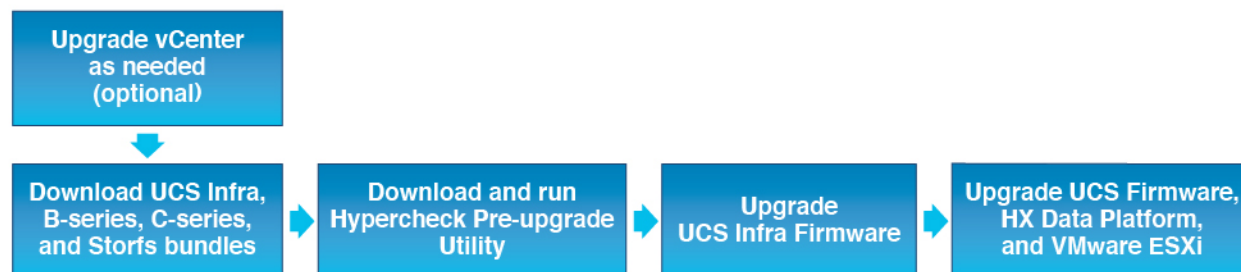 Upgrade vCenter
as needed
(optional)
Download UCS Infra,
B-series, C-series,
and Storfs bundles
Download and run
Hypercheck Pre-upgrade
Utility
Upgrade
UCS Infra Firmware
Upgrade UCS Firmware,
HX Data Platform,
and VMware ESXi